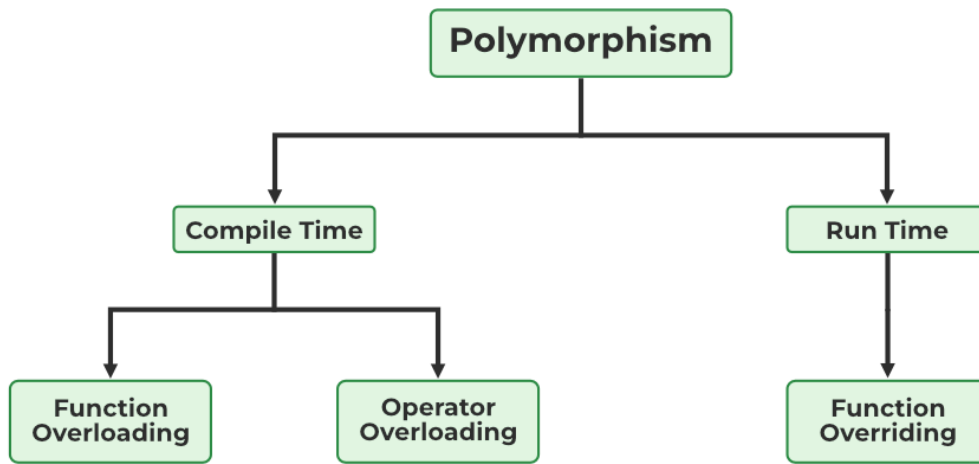 Polymorphism
Compile Time
Run Time
Function
Overloading
Operator
Overloading
Function
Overriding